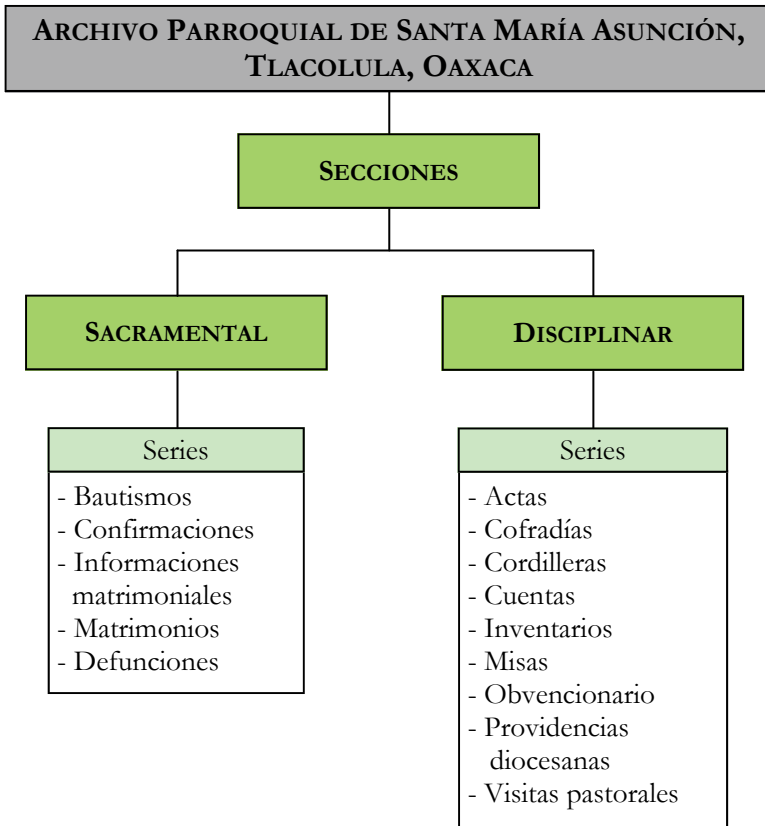 ARCHIVO PARROQUIAL DE SANTA MARÍA ASUNCIÓN,
TLACOLULA, OAXACA
SECCIONES
SACRAMENTAL
Series
- Bautismos
- Confirmaciones
- Informaciones
matrimoniales
- Matrimonios
- Defunciones
DISCIPLINAR
Series
- Actas
- Cofradías
- Cordilleras
- Cuentas
- Inventarios
- Misas
- Obvencionario
- Providencias
diocesanas
- Visitas pastorales